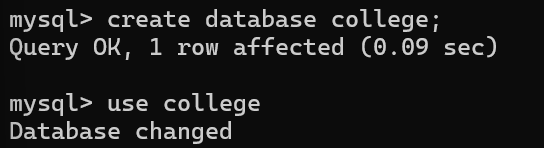 mysql> create database college;
Query OK, 1 row affected (0.09 sec)
mysql> use college
Database changed